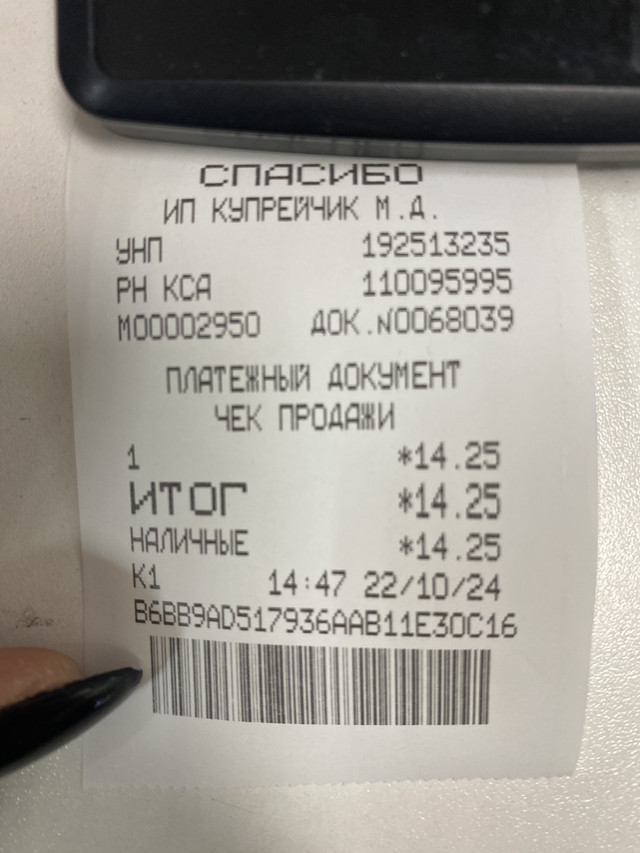 СПАСИБО
ИП КУПРЕЙЧИК М.Д.
УНП 192513235
РН КСА 110095995
М00002950 ДОК.N0068039
ПЛАТЕЖНЫЙ ДОКУМЕНТ
ЧЕК ПРОДАЖИ
1 *14.25
ИТОГ *14.25
НАЛИЧНЫЕ *14.25
К1 14:47 22/10/24
B6BB9AD517936AAB11E30C16